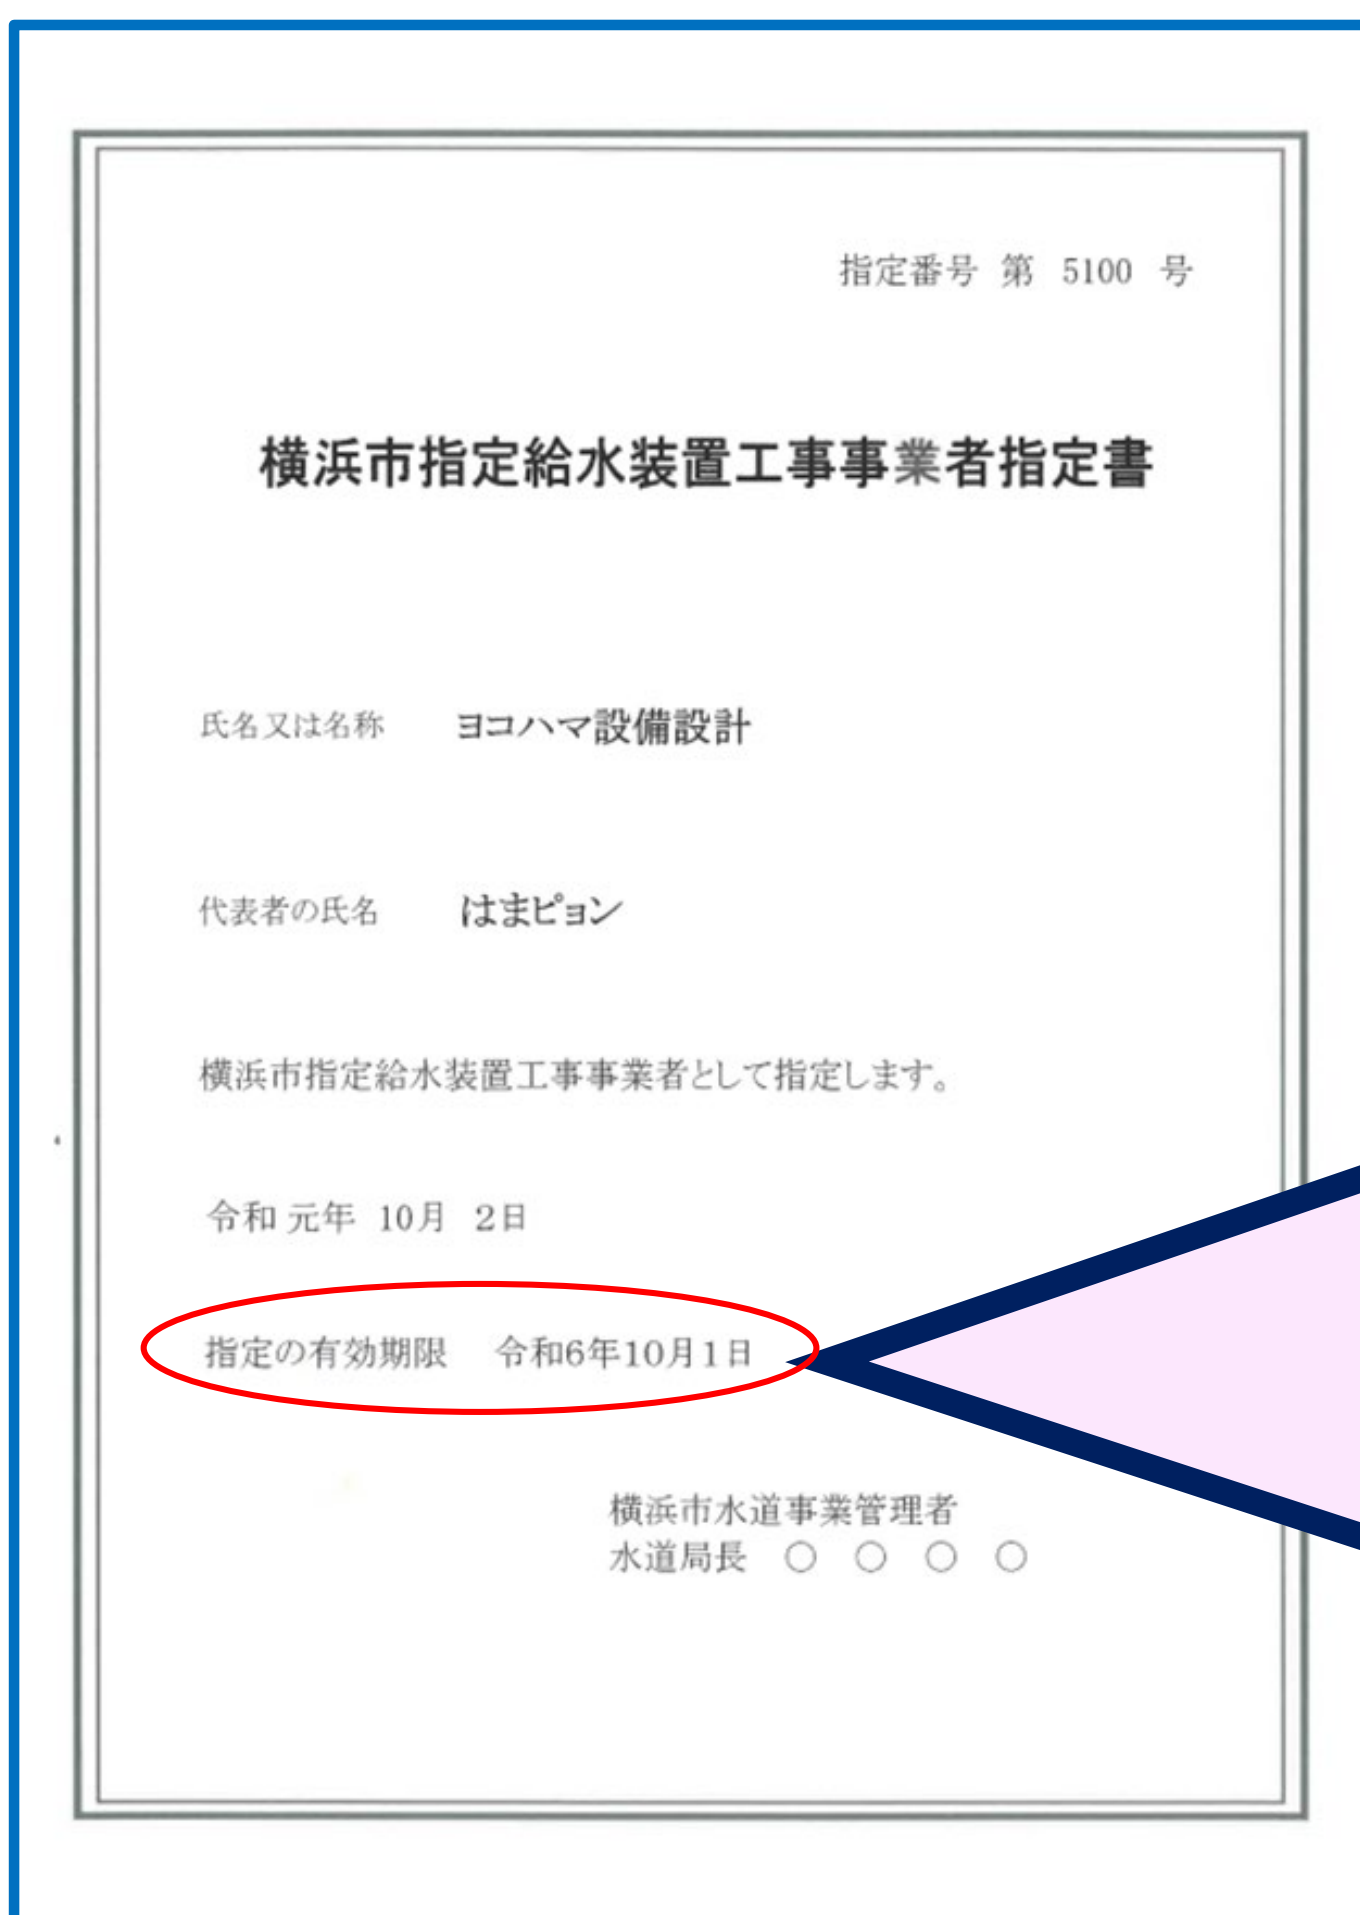 指定番号 第 5100 号
横浜市指定給水装置工事事業者指定書
氏名又は名称 ヨコハマ設備設計
代表者の氏名 はまピョン
横浜市指定給水装置工事事業者として指定します。
令和 元年 10月 2日
指定の有効期限 令和6年10月1日
横浜市水道事業管理者
水道局長 ○ ○ ○ ○